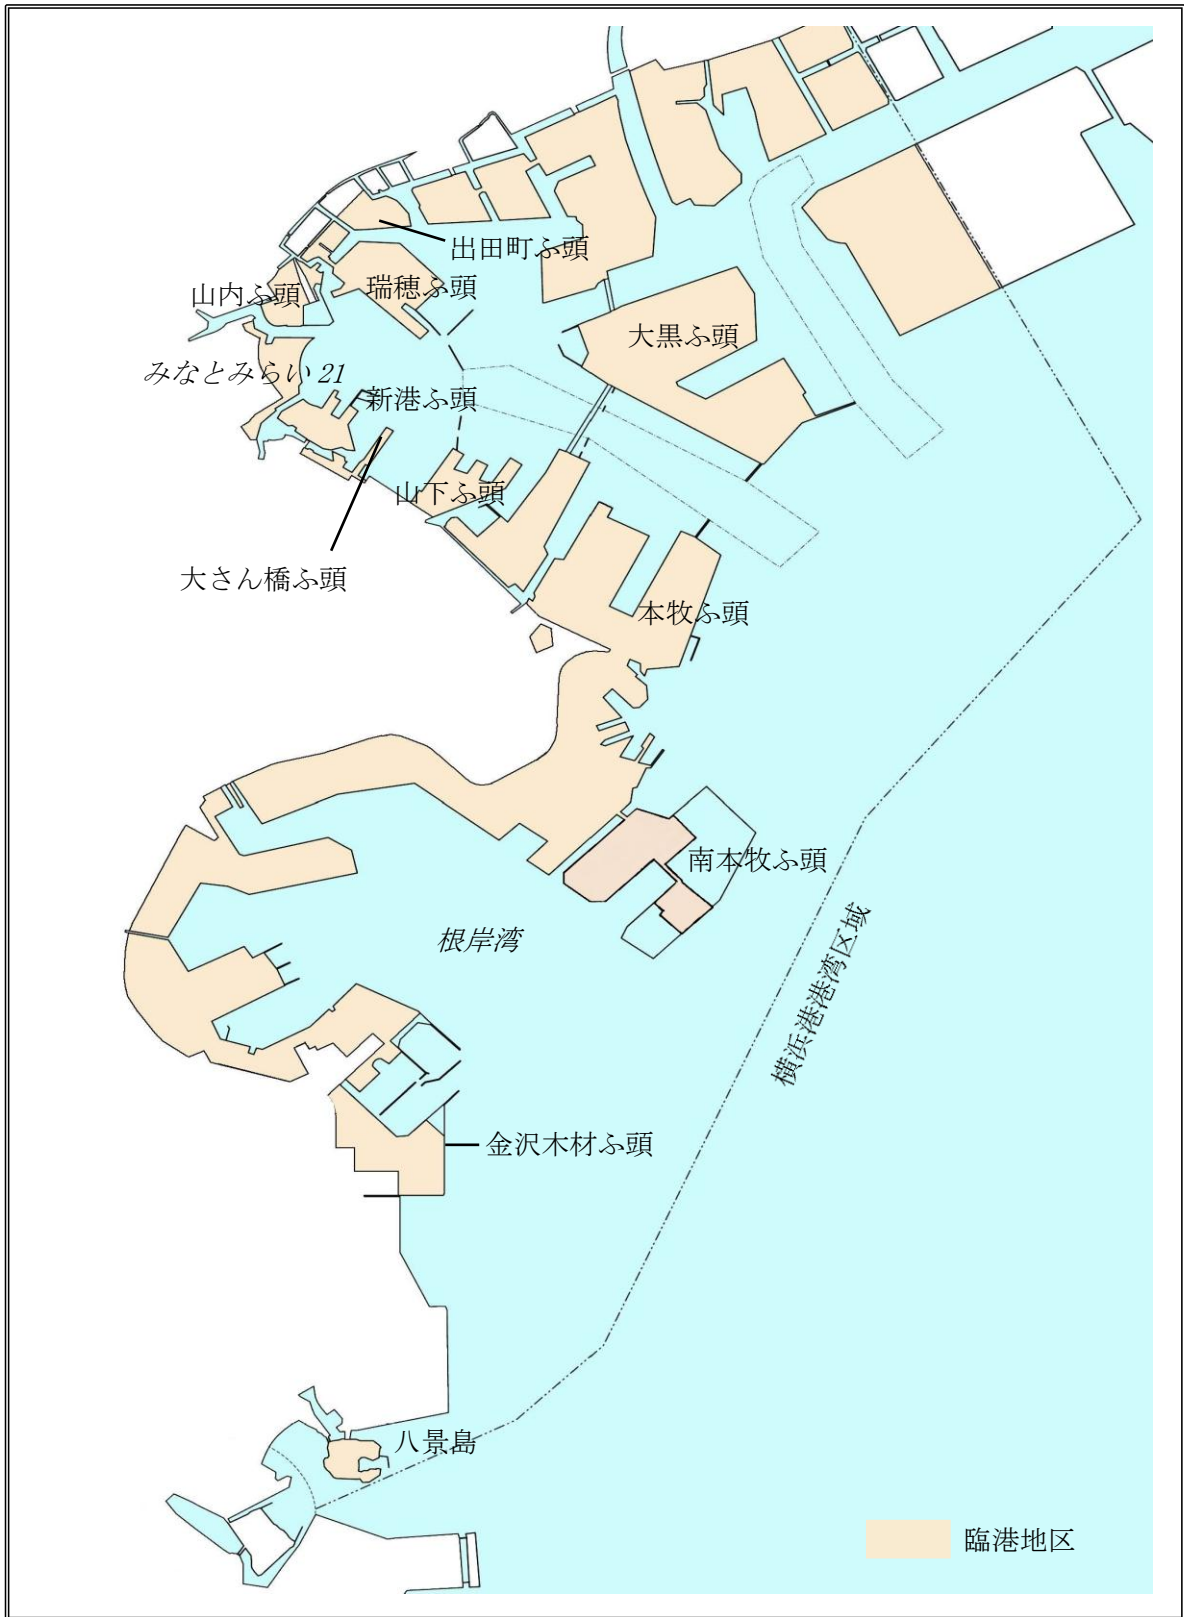 出田町ふ頭
瑞穂ふ頭
山内ふ頭
大黒ふ頭
みなとみらい21
新港ふ頭
山下ふ頭
大さん橋ふ頭
本牧ふ頭
南本牧ふ頭
根岸湾
横浜港港湾区域
金沢木材ふ頭
八景島
臨港地区